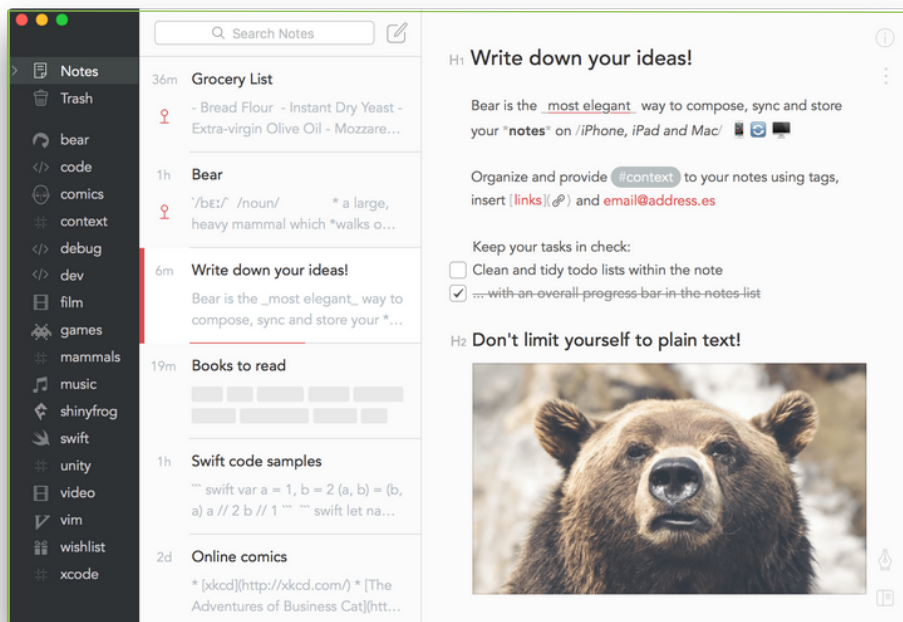 Notes
Trash
bear
code
comics
context
debug
dev
film
games
mammals
music
shinyfrog
swift
unity
video
vim
wishlist
xcode
Search Notes
36m Grocery List
- Bread Flour - Instant Dry Yeast -
Extra-virgin Olive Oil - Mozzare...
1h Bear
'/bɛː/' /noun/ * a large,
heavy mammal which *walks o...
6m Write down your ideas!
Bear is the _most elegant_ way to
compose, sync and store your *...
19m Books to read
1h Swift code samples
``` swift var a = 1, b = 2 (a, b) = (b,
a) a // 2 b // 1 ``` ``` swift let na...
2d Online comics
* [xkcd](http://xkcd.com/) * [The
Adventures of Business Cat](htt...
H1 Write down your ideas!
Bear is the _most elegant_ way to compose, sync and store
your *notes* on /iPhone, iPad and Mac/
Organize and provide #context to your notes using tags,
insert [links]() and email@address.es
Keep your tasks in check:
Clean and tidy todo lists within the note
... with an overall progress bar in the notes list
H2 Don't limit yourself to plain text!